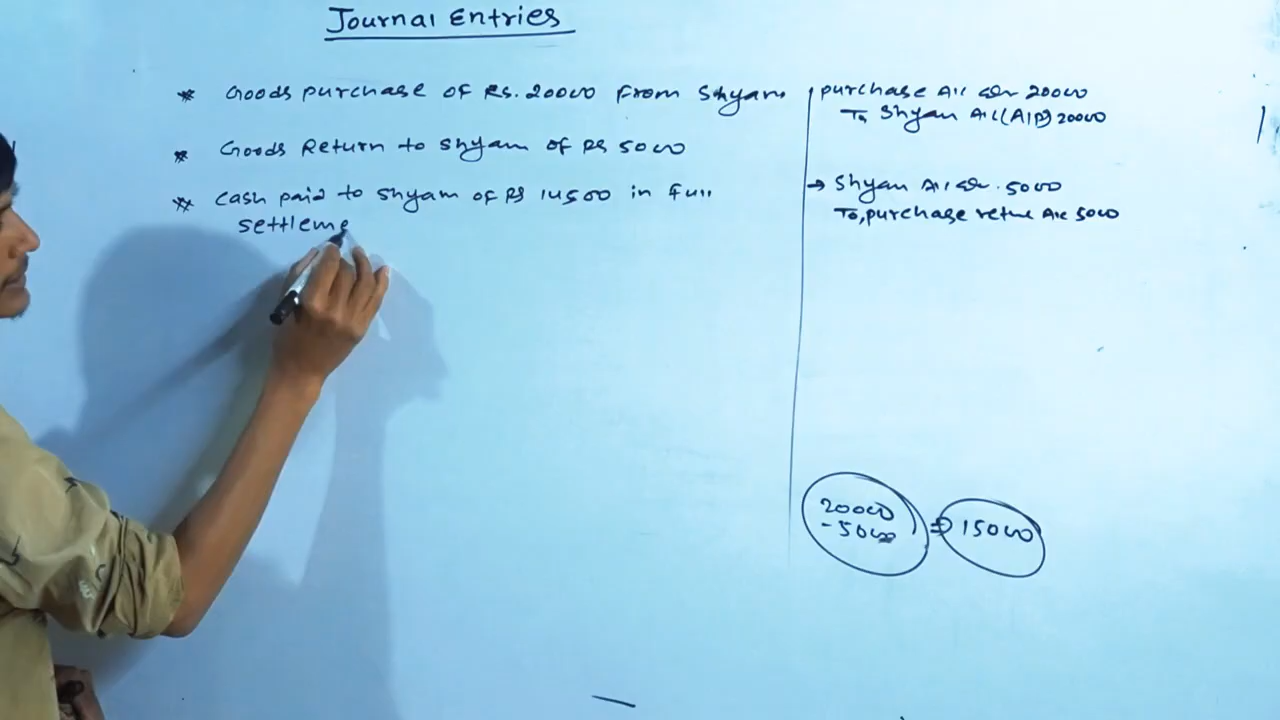 Journal Entries
* Goods purchase of Rs. 20000 from Shyam
* Goods Return to Shyam of Rs 5000
* Cash paid to Shyam of Rs 14500 in full
settleme
purchase A/c Dr 20000
To, Shyam A/c (A/P) 20000
→ Shyam A/c Dr. 5000
To, purchase retun A/c 5000
20000
- 5000
⇒ 15000